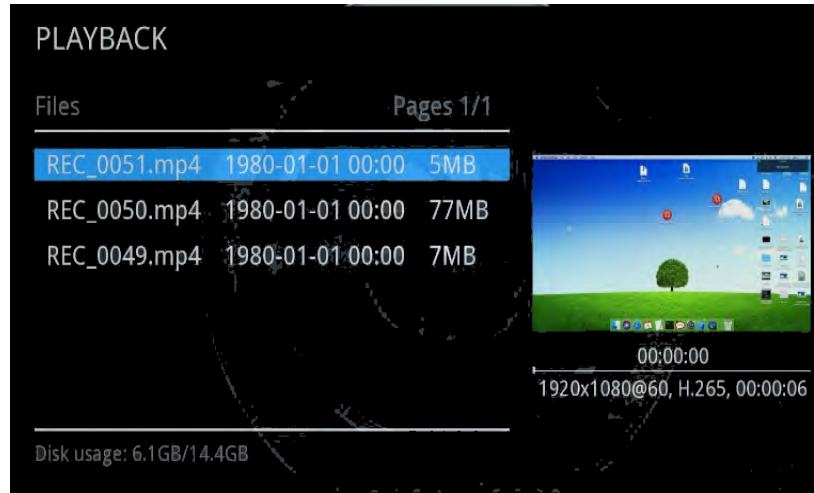 PLAYBACK
Files Pages 1/1
REC_0051.mp4 1980-01-01 00:00 5MB
REC_0050.mp4 1980-01-01 00:00 77MB
REC_0049.mp4 1980-01-01 00:00 7MB
00:00:00
1920x1080@60, H.265, 00:00:06
Disk usage: 6.1GB/14.4GB